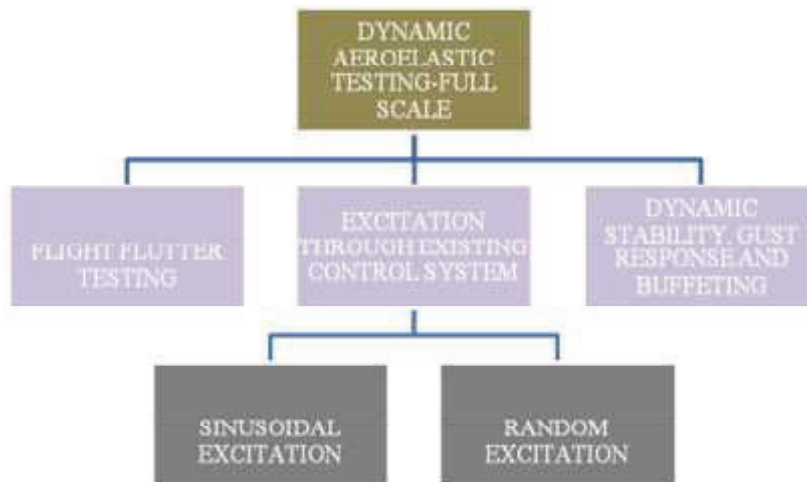 DYNAMIC
AEROELASTIC
TESTING-FULL
SCALE
FLIGHT FLUTTER
TESTING
EXCITATION
THROUGH EXISTING
CONTROL SYSTEM
DYNAMIC
STABILITY, GUST
RESPONSE AND
BUFFETING
SINUSOIDAL
EXCITATION
RANDOM
EXCITATION